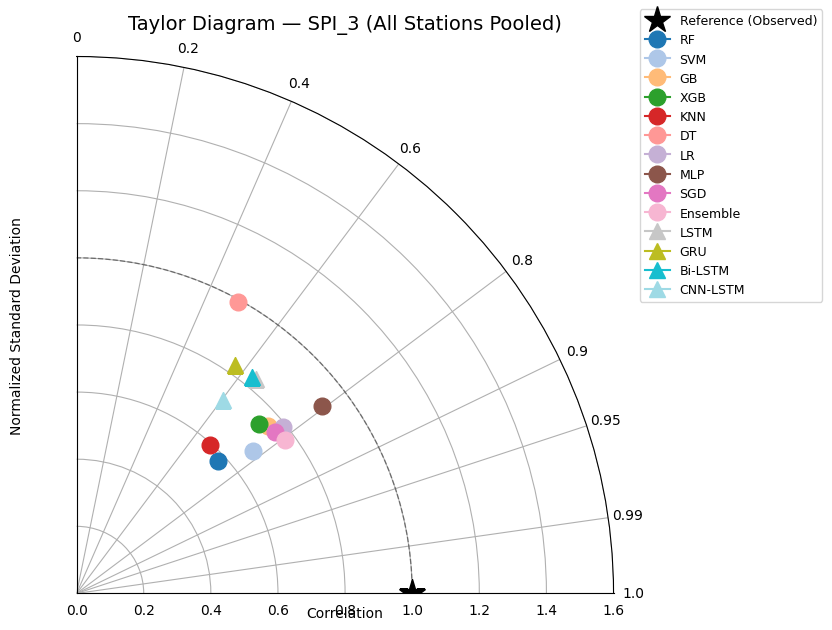 Taylor Diagram — SPI_3 (All Stations Pooled)
0
0.2
0.4
0.6
0.8
0.9
0.95
0.99
1.0
Normalized Standard Deviation
0.0 0.2 0.4 0.6 0.8 1.0 1.2 1.4 1.6
Correlation
Reference (Observed)
RF
SVM
GB
XGB
KNN
DT
LR
MLP
SGD
Ensemble
LSTM
GRU
Bi-LSTM
CNN-LSTM